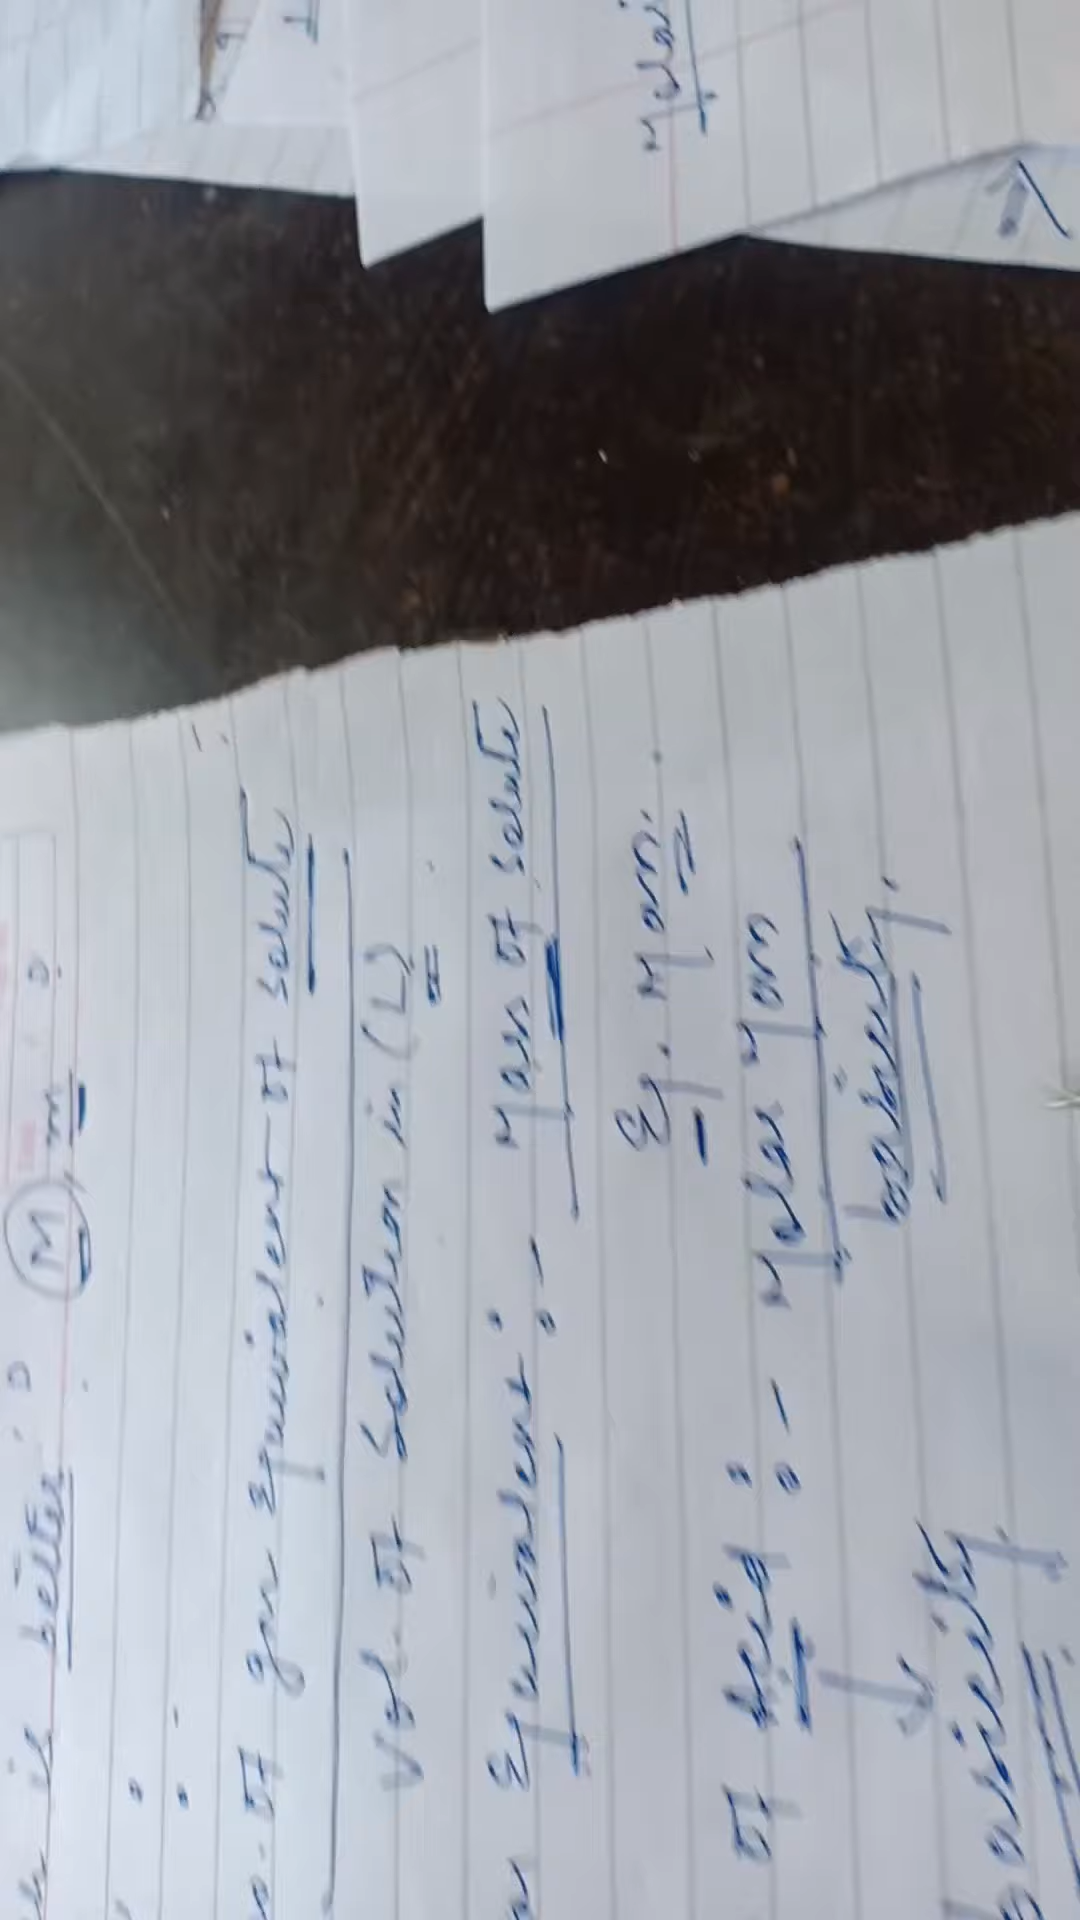 is better. M, m
:-
of gm Equivalent of solute
Vol. of Solution in (L)
Equivalent :- Mass of solute
Eq. Mass.
of Acid :- Molar Mass
basicity.
basicity